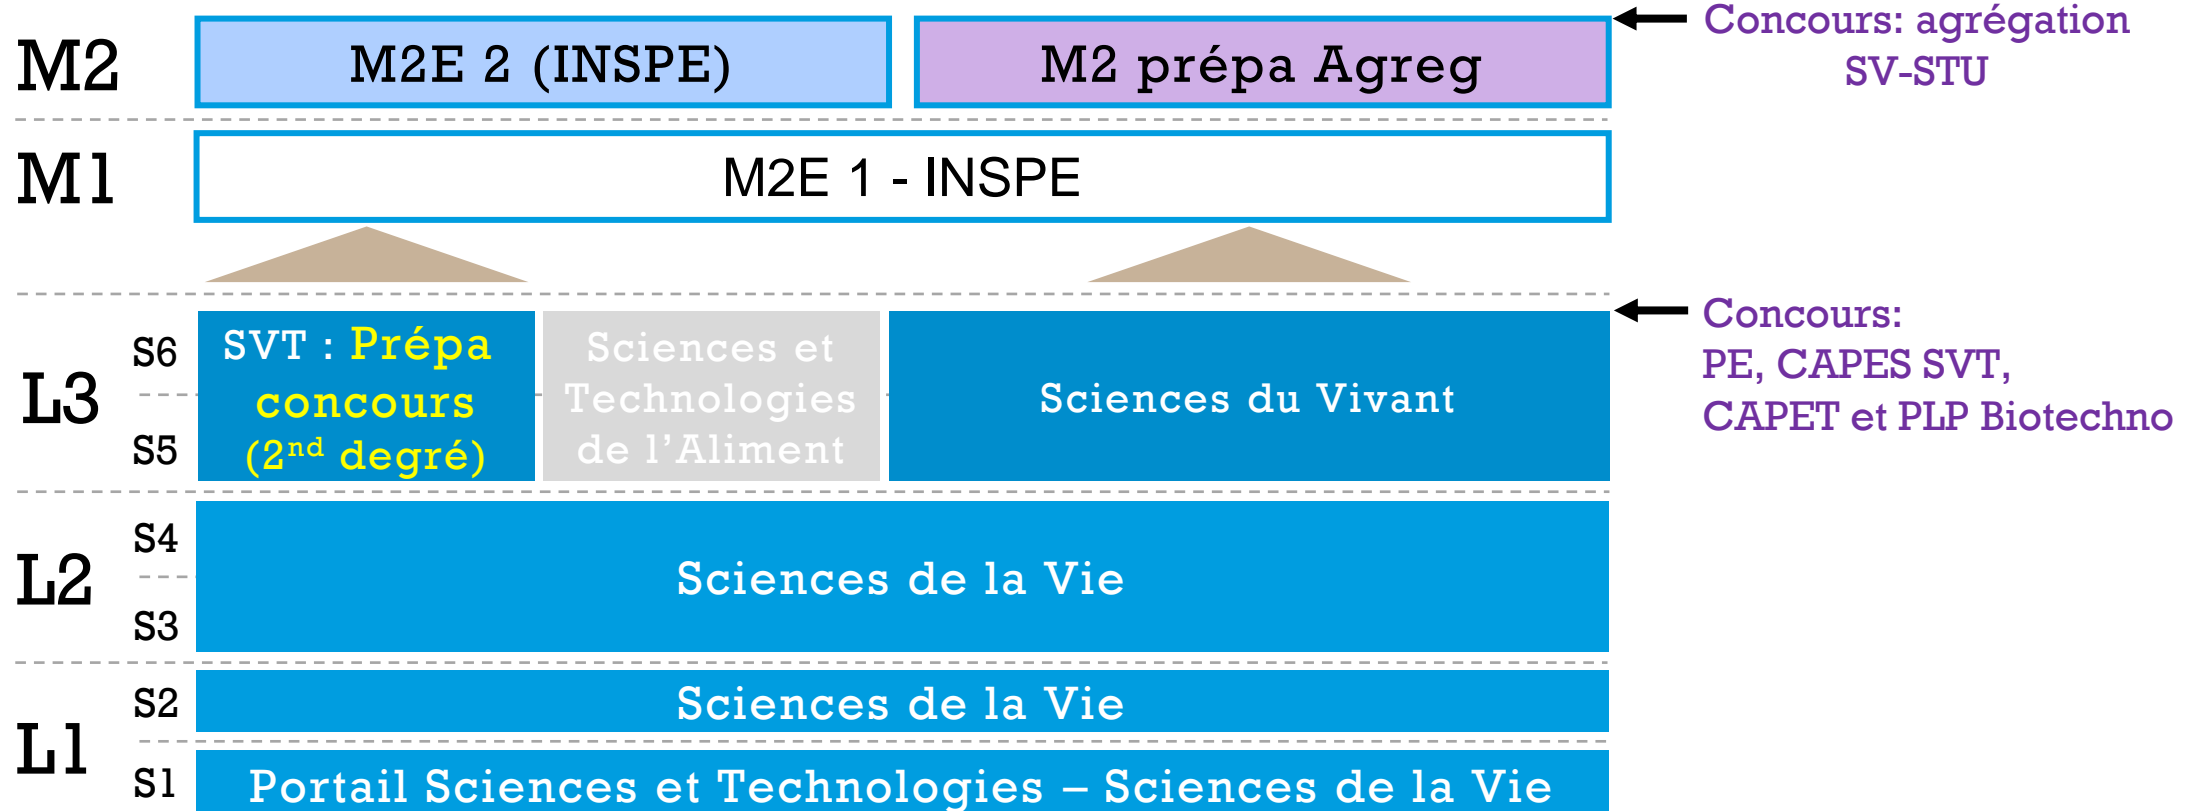 M2
M2E 2 (INSPE)
M2 prépa Agreg
Concours: agrégation
SV-STU
M1
M2E 1 - INSPE
L3
S6
S5
SVT : Prépa
concours
(2nd degré)
Sciences et
Technologies
de l’Aliment
Sciences du Vivant
Concours:
PE, CAPES SVT,
CAPET et PLP Biotechno
L2
S4
S3
Sciences de la Vie
L1
S2
Sciences de la Vie
S1
Portail Sciences et Technologies – Sciences de la Vie